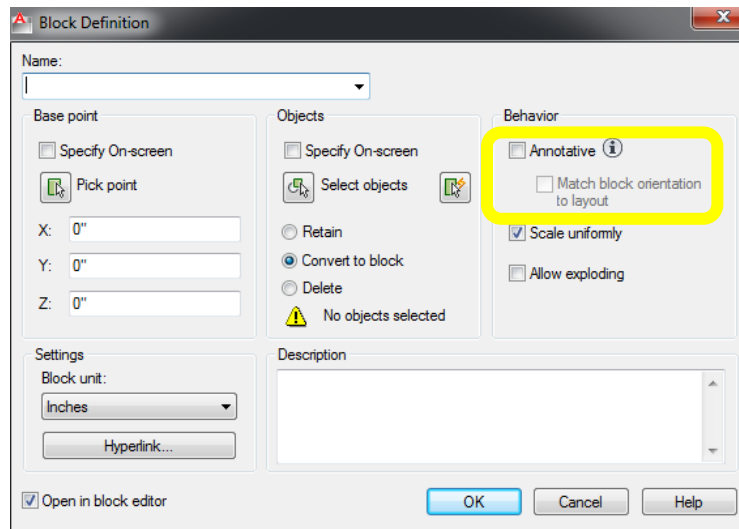 Block Definition
Name:
Base point
Specify On-screen
Pick point
X: 0"
Y: 0"
Z: 0"
Objects
Specify On-screen
Select objects
Retain
Convert to block
Delete
No objects selected
Behavior
Annotative
Match block orientation
to layout
Scale uniformly
Allow exploding
Settings
Block unit:
Inches
Hyperlink...
Description
Open in block editor
OK
Cancel
Help